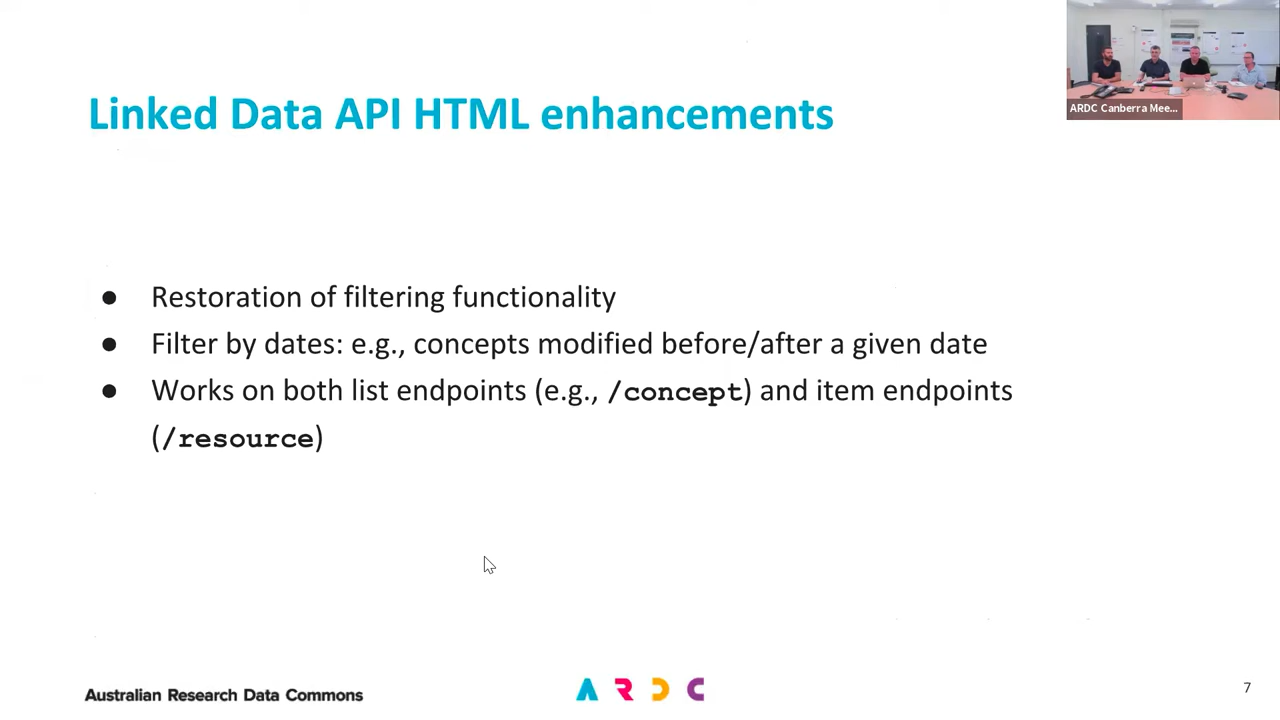 ARDC Canberra Mee...
Linked Data API HTML enhancements
● Restoration of filtering functionality
● Filter by dates: e.g., concepts modified before/after a given date
● Works on both list endpoints (e.g., /concept) and item endpoints
(/resource)
Australian Research Data Commons
ARDC
7